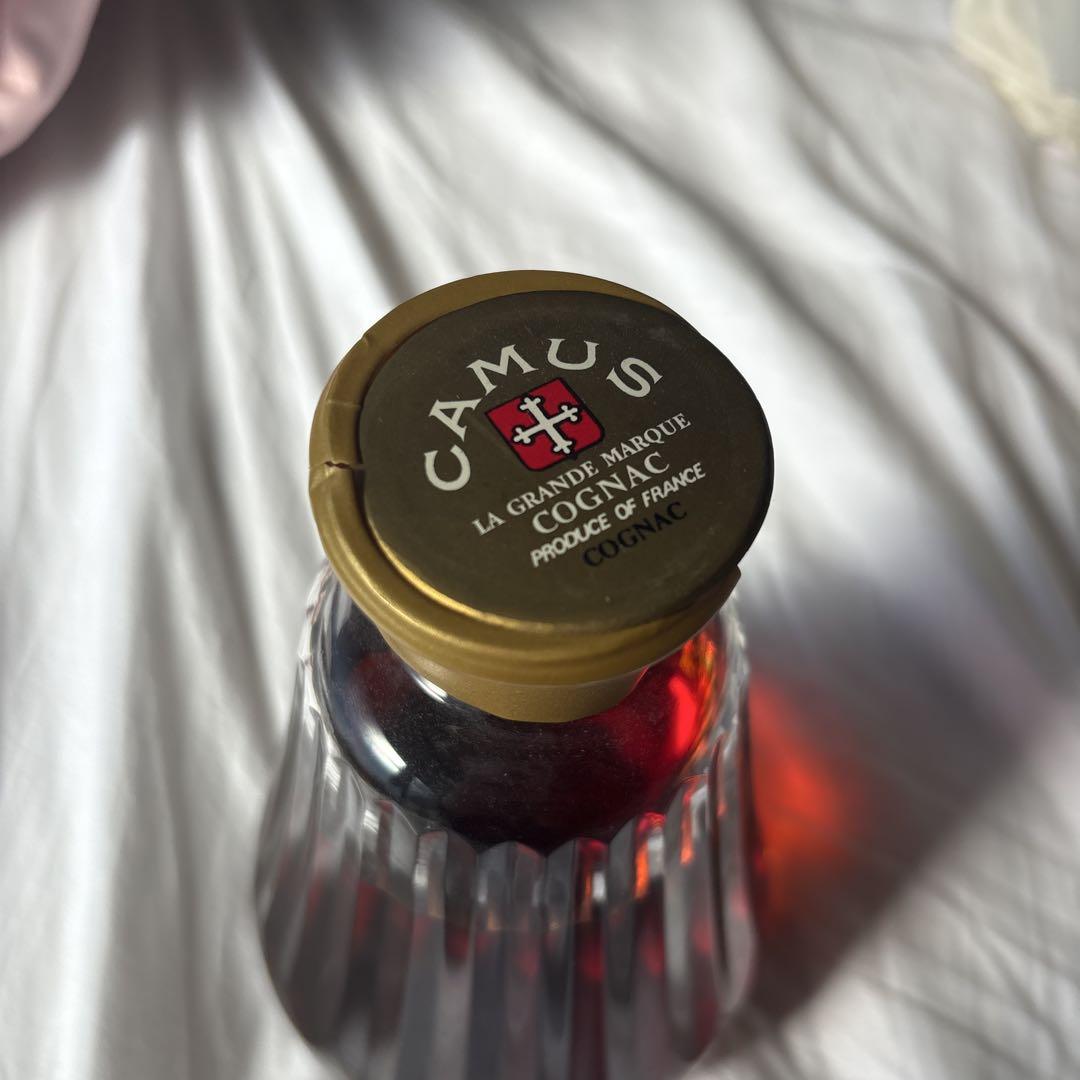 CAMUS
LA GRANDE MARQUE
COGNAC
PRODUCE OF FRANCE
COGNAC